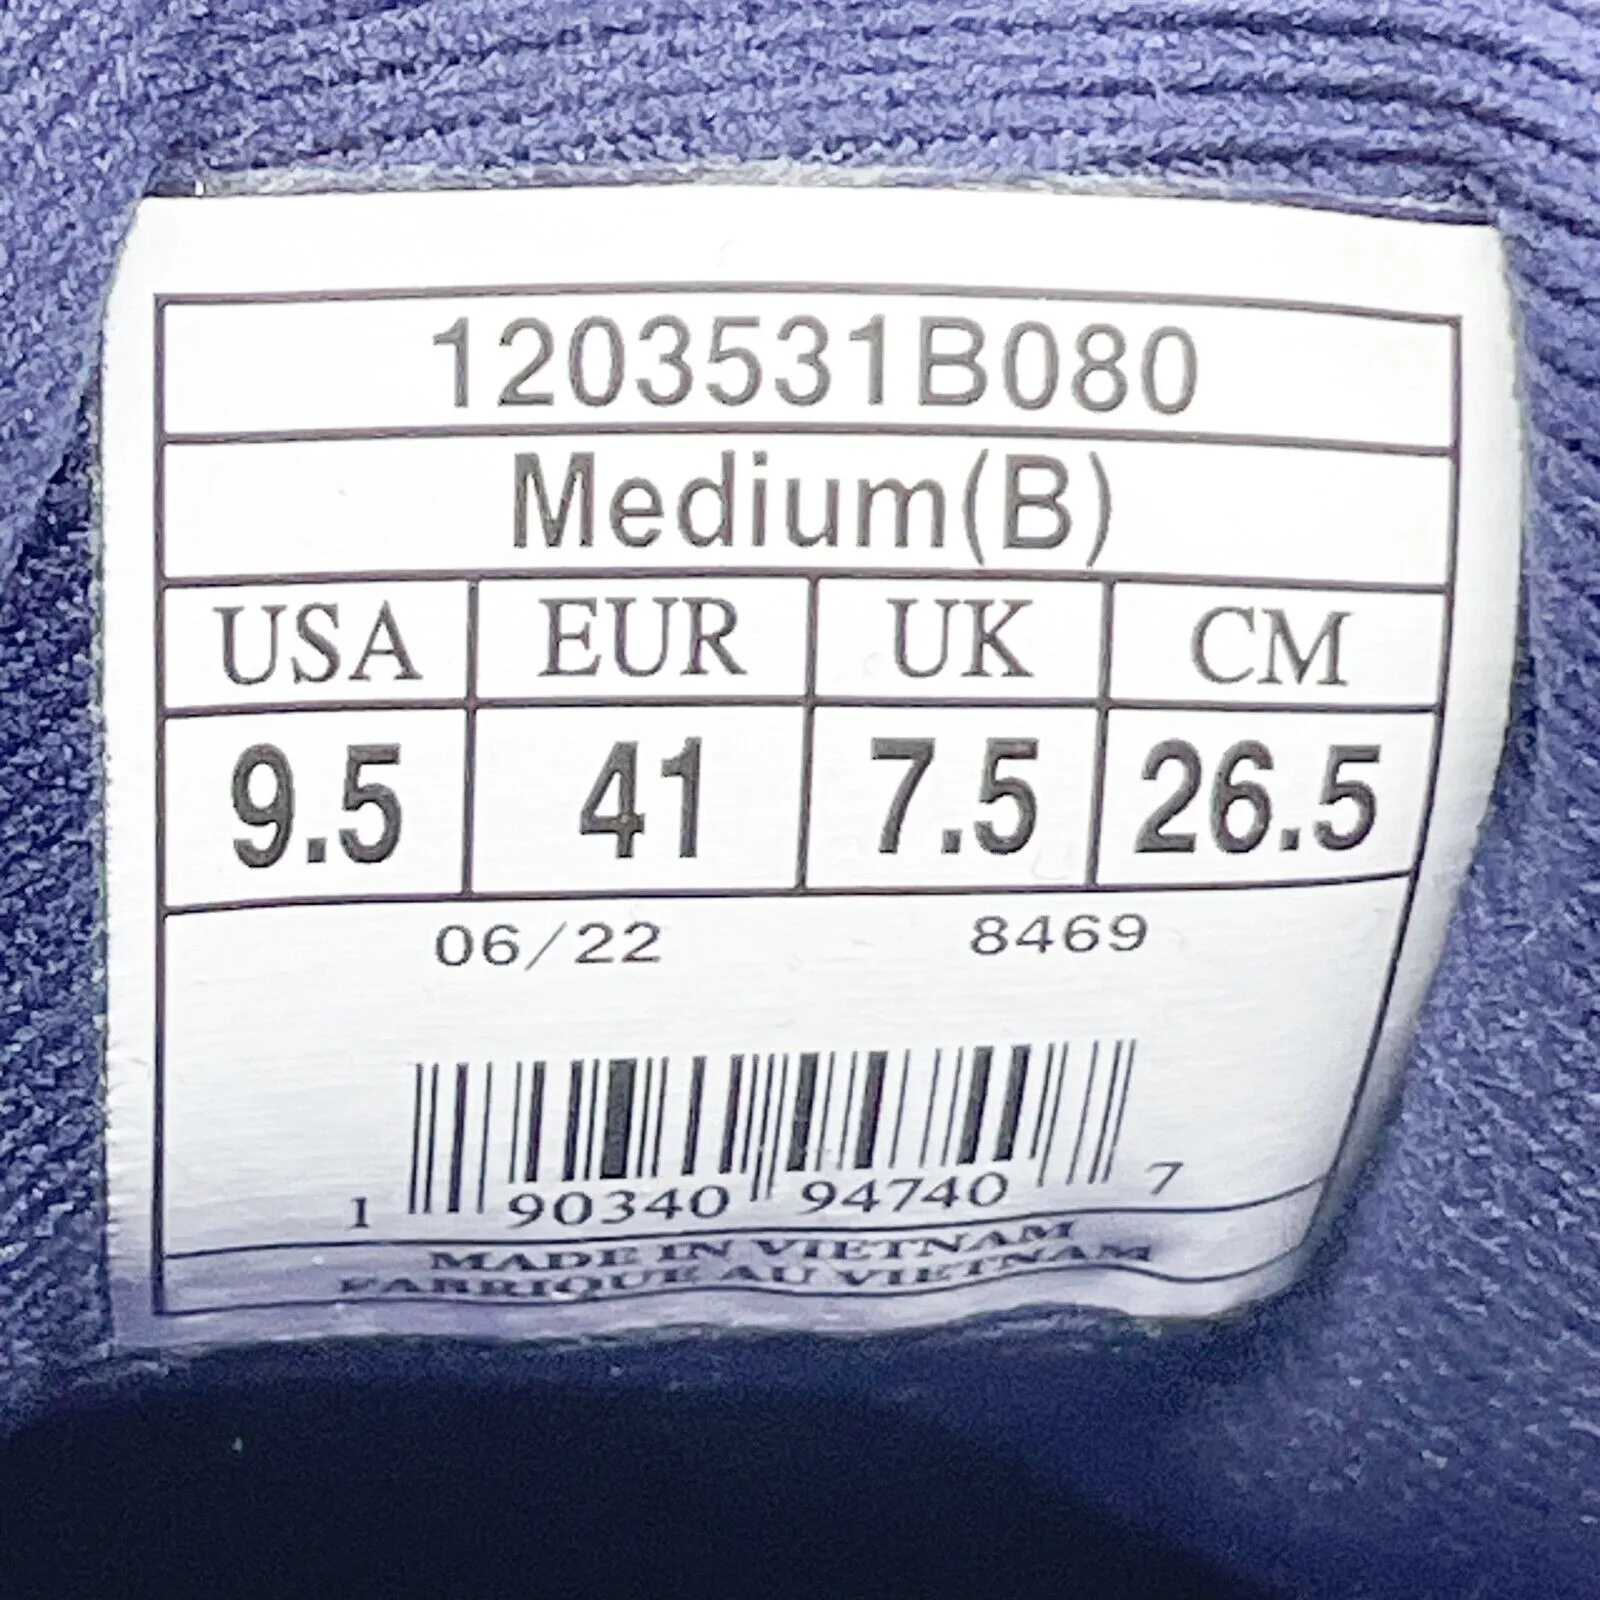 1203531B080
Medium(B)
USA EUR UK CM
9.5 41 7.5 26.5
06/22 8469
1 90340 94740 7
MADE IN VIETNAM
FABRIQUE AU VIETNAM